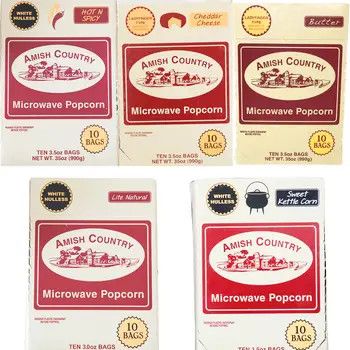 WHITE
HULLESS
HOT N
SPICY
AMISH COUNTRY
Microwave Popcorn
10
BAGS
TEN 3.5oz BAGS
NET WT. 35oz (990g)
LADYFINGER
TYPE
Cheddar
Cheese
AMISH COUNTRY
Microwave Popcorn
10
BAGS
TEN 3.5oz BAGS
NET WT. 35oz (990g)
LADYFINGER
TYPE
Butter
AMISH COUNTRY
Microwave Popcorn
10
BAGS
TEN 3.5oz BAGS
NET WT. 35oz (990g)
WHITE
HULLESS
Lite Natural
AMISH COUNTRY
Microwave Popcorn
10
BAGS
TEN 3.0oz BAGS
WHITE
HULLESS
Sweet
Kettle Corn
AMISH COUNTRY
Microwave Popcorn
10
BAGS